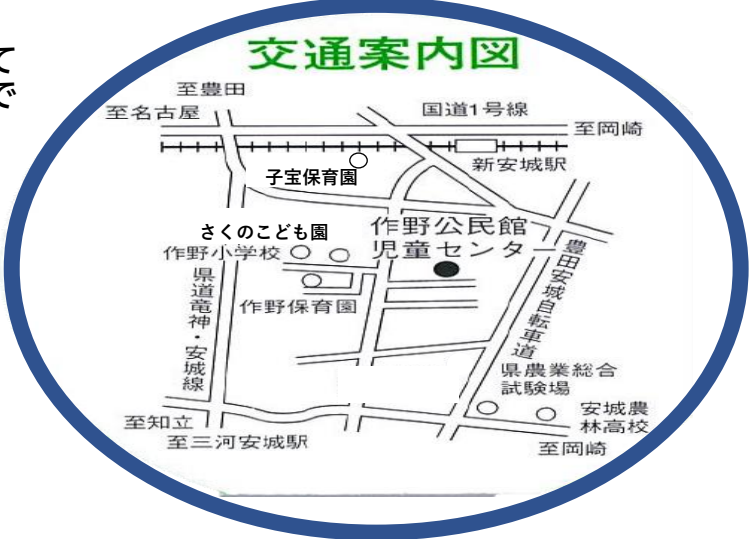 て
で
交通案内図
至豊田
至名古屋
国道1号線
至岡崎
新安城駅
子宝保育園
さくのこども園
作野公民館
児童センタ
作野小学校
作野保育園
県道竜神・安城線
豊田安城自転車道
県農業総合
試験場
安城農
林高校
至知立
至三河安城駅
至岡崎